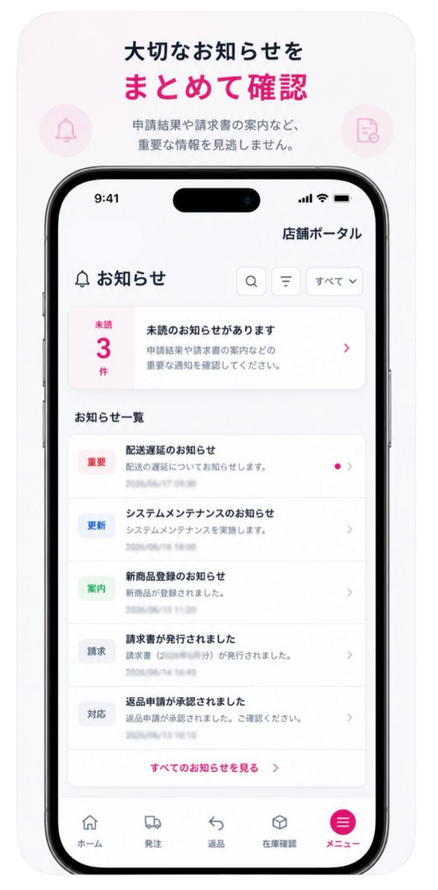 大切なお知らせを
まとめて確認
申請結果や請求書の案内など、
重要な情報を見逃しません。
9:41
店舗ポータル
お知らせ
すべて
未読
3
件
未読のお知らせがあります
申請結果や請求書の案内などの
重要な通知を確認してください。
お知らせ一覧
重要
配送遅延のお知らせ
配送の遅延についてお知らせします。
更新
システムメンテナンスのお知らせ
システムメンテナンスを実施します。
案内
新商品登録のお知らせ
新商品が登録されました。
請求
請求書が発行されました
請求書（2 分）が発行されました。
対応
返品申請が承認されました
返品申請が承認されました。ご確認ください。
すべてのお知らせを見る
ホーム
発注
返品
在庫確認
メニュー